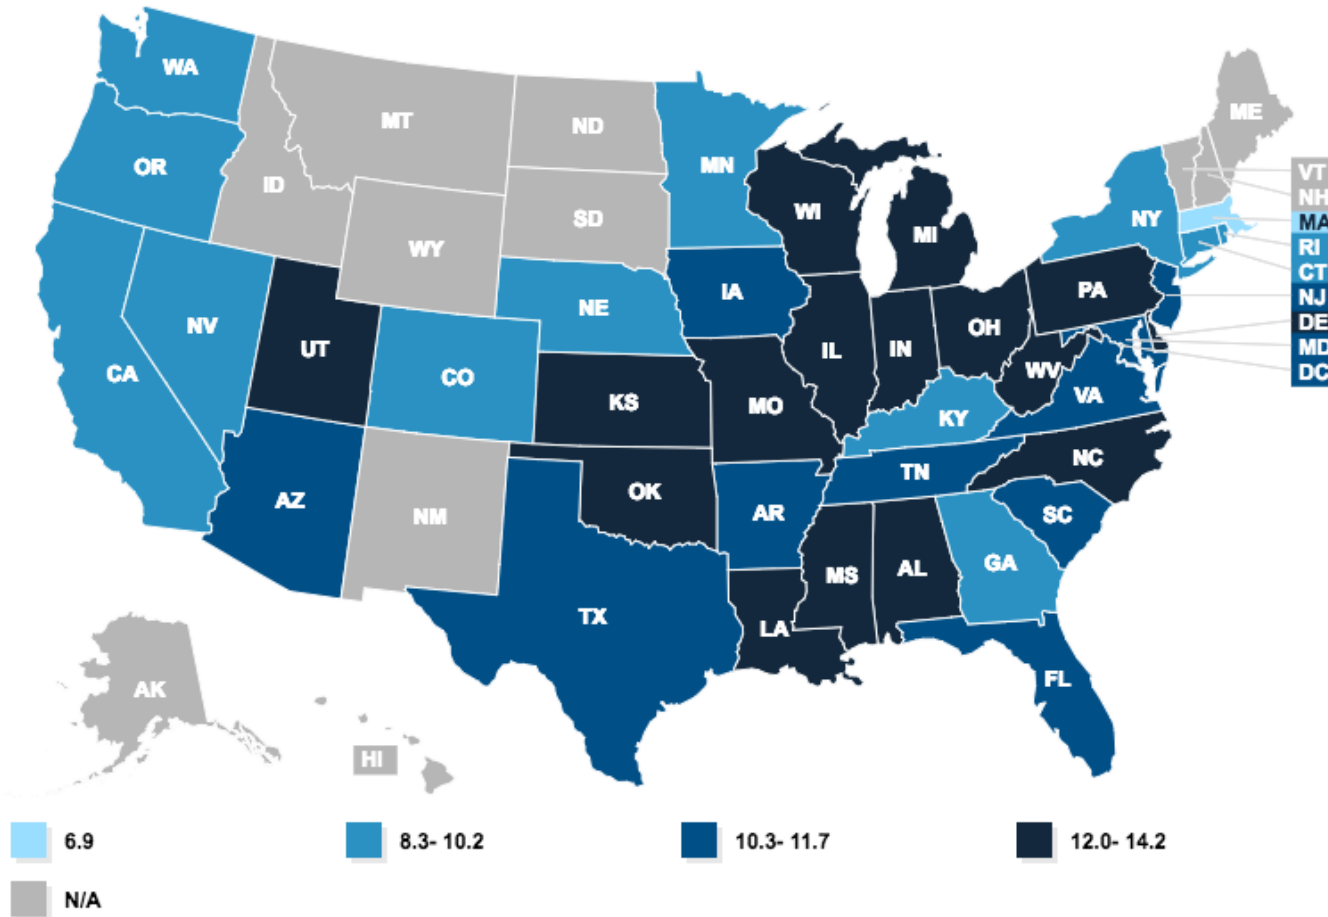 WA
MT
ND
ME
OR
ID
MN
VT
NH
SD
WI
NY
MA
WY
MI
RI
CT
NE
IA
PA
NJ
NV
UT
OH
DE
IL
IN
MD
CA
CO
WV
DC
KS
MO
VA
KY
NC
TN
AZ
OK
NM
AR
SC
MS
AL
GA
TX
LA
FL
AK
HI
6.9
8.3- 10.2
10.3- 11.7
12.0- 14.2
N/A